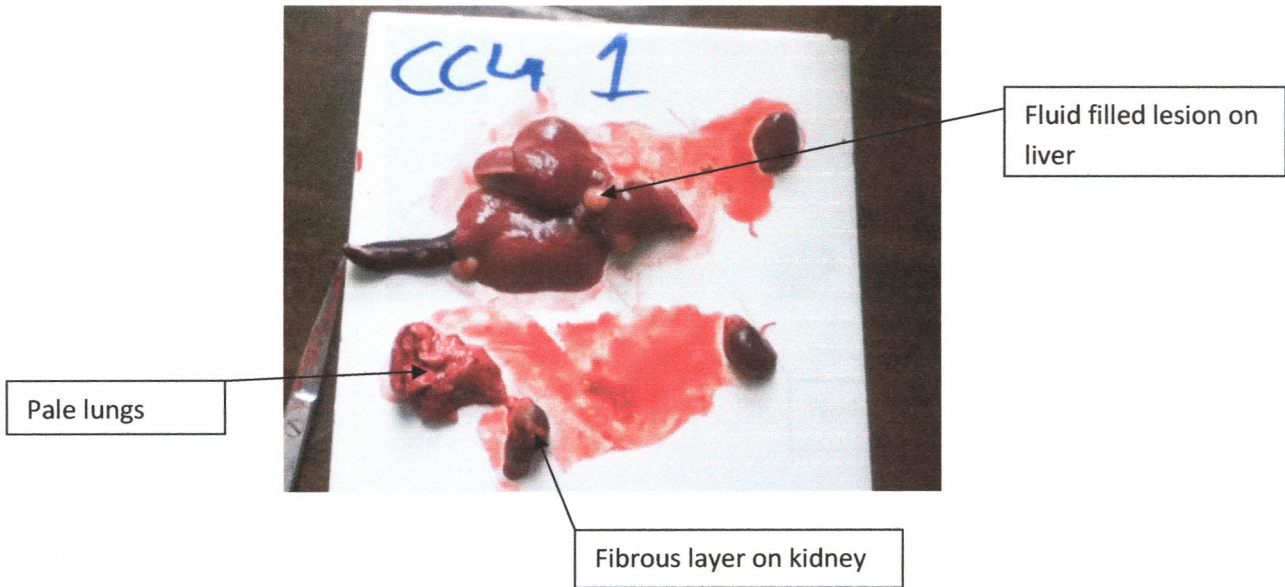 CCL4 1
Fluid filled lesion on
liver
Pale lungs
Fibrous layer on kidney